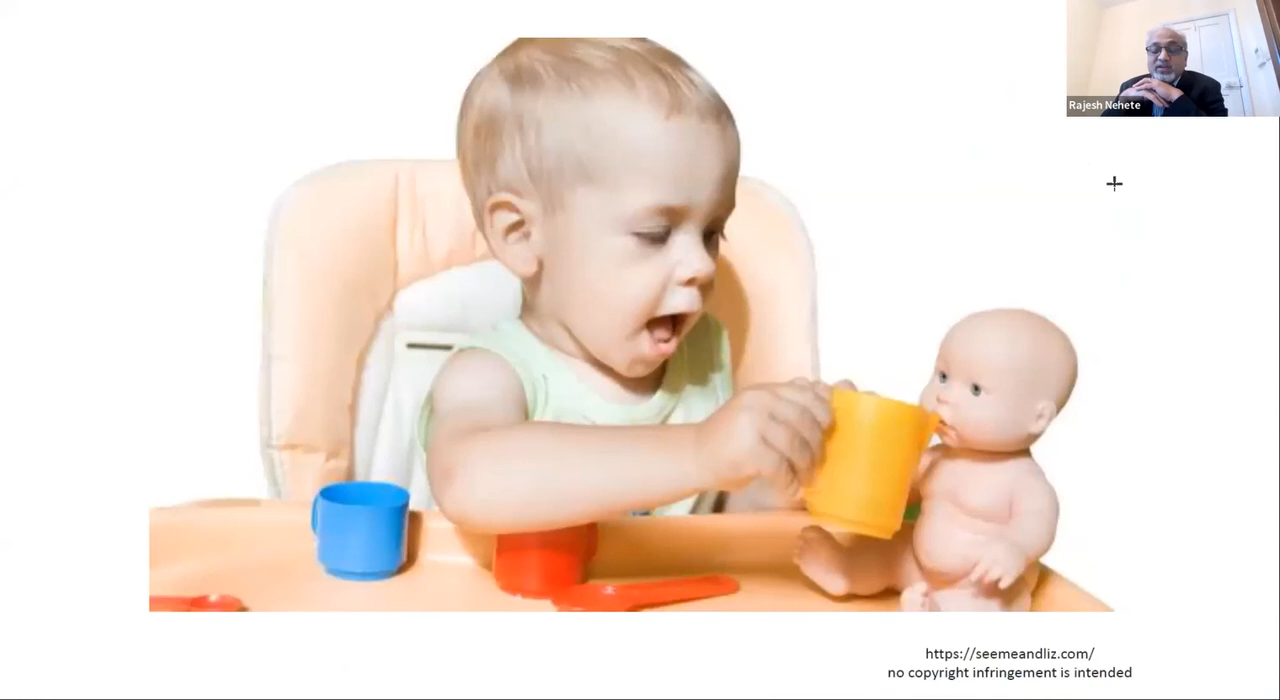 Rajesh Nehete
https://seemeandliz.com/
no copyright infringement is intended